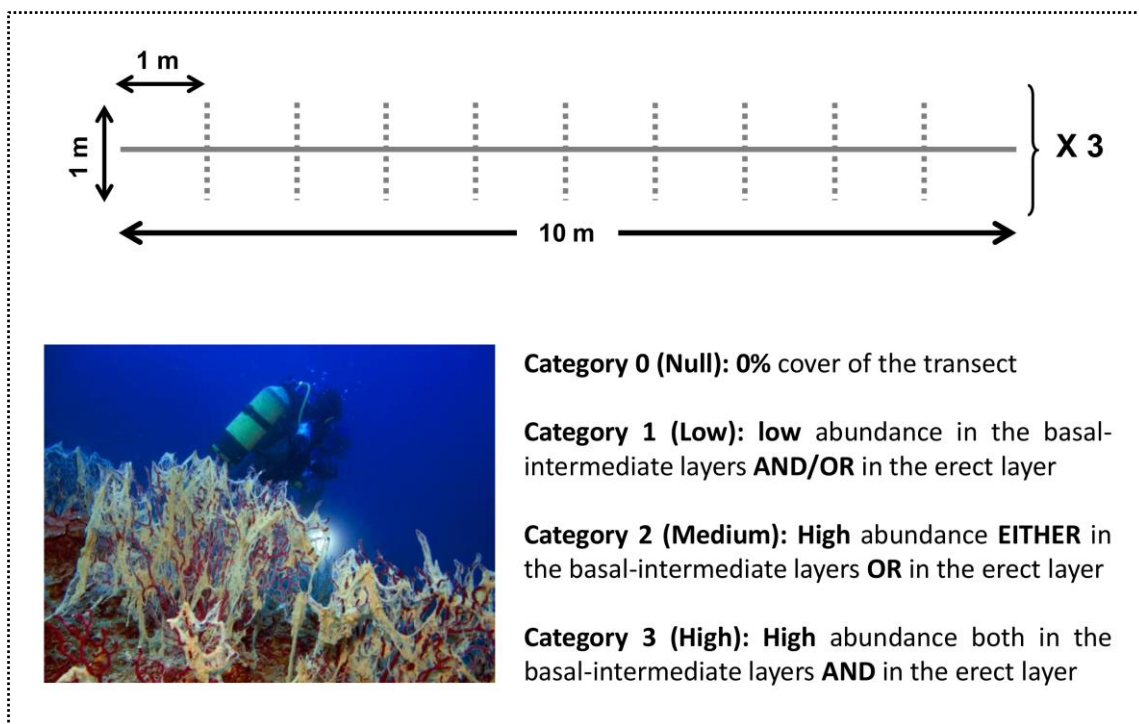 1 m
1 m
X 3
10 m
Category 0 (Null): 0% cover of the transect
Category 1 (Low): low abundance in the basal-
intermediate layers AND/OR in the erect layer
Category 2 (Medium): High abundance EITHER in
the basal-intermediate layers OR in the erect layer
Category 3 (High): High abundance both in the
basal-intermediate layers AND in the erect layer